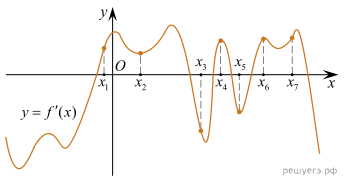 y
x₃
x₅
O
x₁
x₂
x₄
x₆
x₇
x
y = f′(x)
решуегэ.рф